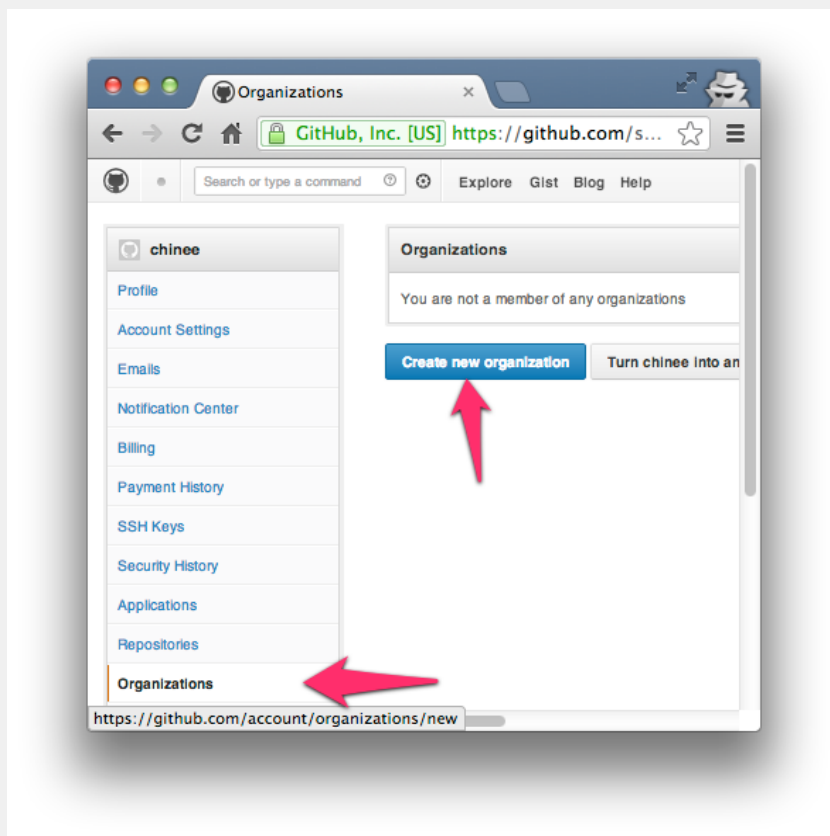 Organizations
GitHub, Inc. [US] https://github.com/s...
Search or type a command
Explore Gist Blog Help
chinee
Profile
Account Settings
Emails
Notification Center
Billing
Payment History
SSH Keys
Security History
Applications
Repositories
Organizations
Organizations
You are not a member of any organizations
Create new organization
Turn chinee into an
https://github.com/account/organizations/new